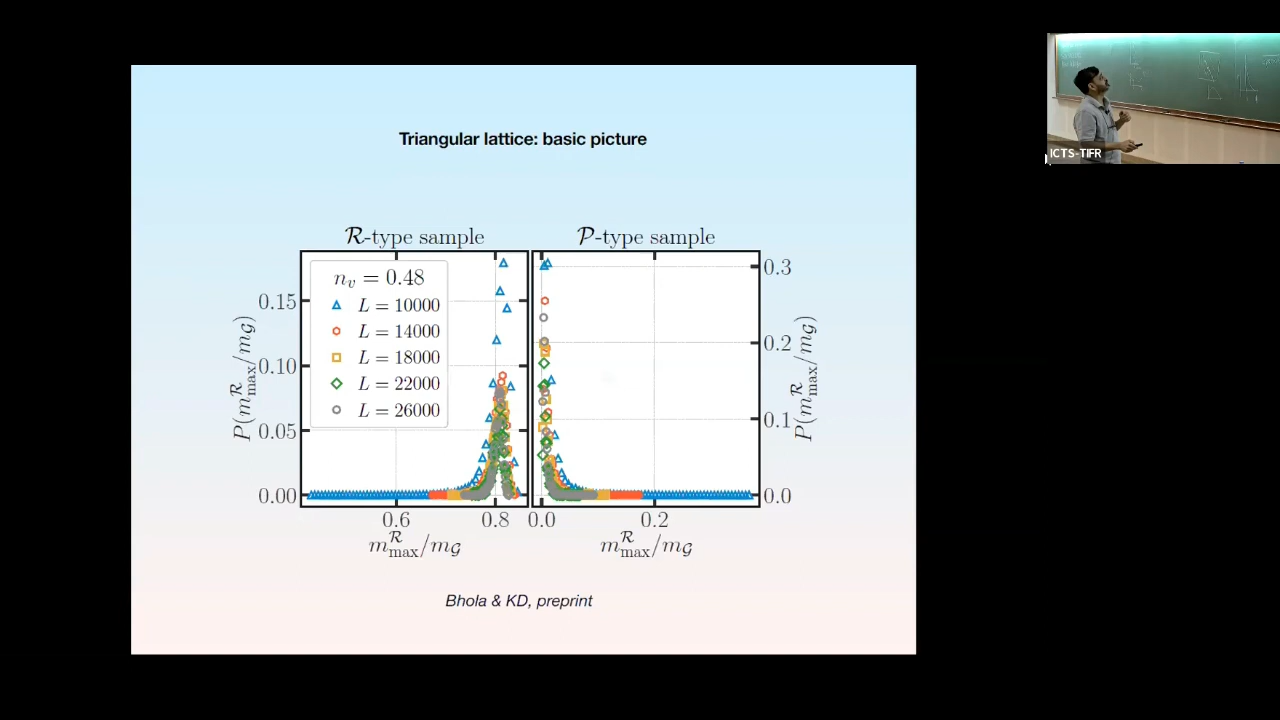 Triangular lattice: basic picture
R-type sample
P-type sample
n_v = 0.48
L = 10000
L = 14000
L = 18000
L = 22000
L = 26000
P(m^R_max/m_G)
0.15
0.10
0.05
0.00
0.3
0.2
0.1
0.0
P(m^R_max/m_G)
0.6
0.8
0.0
0.2
m^R_max/m_G
m^R_max/m_G
Bhola & KD, preprint
ICTS-TIFR